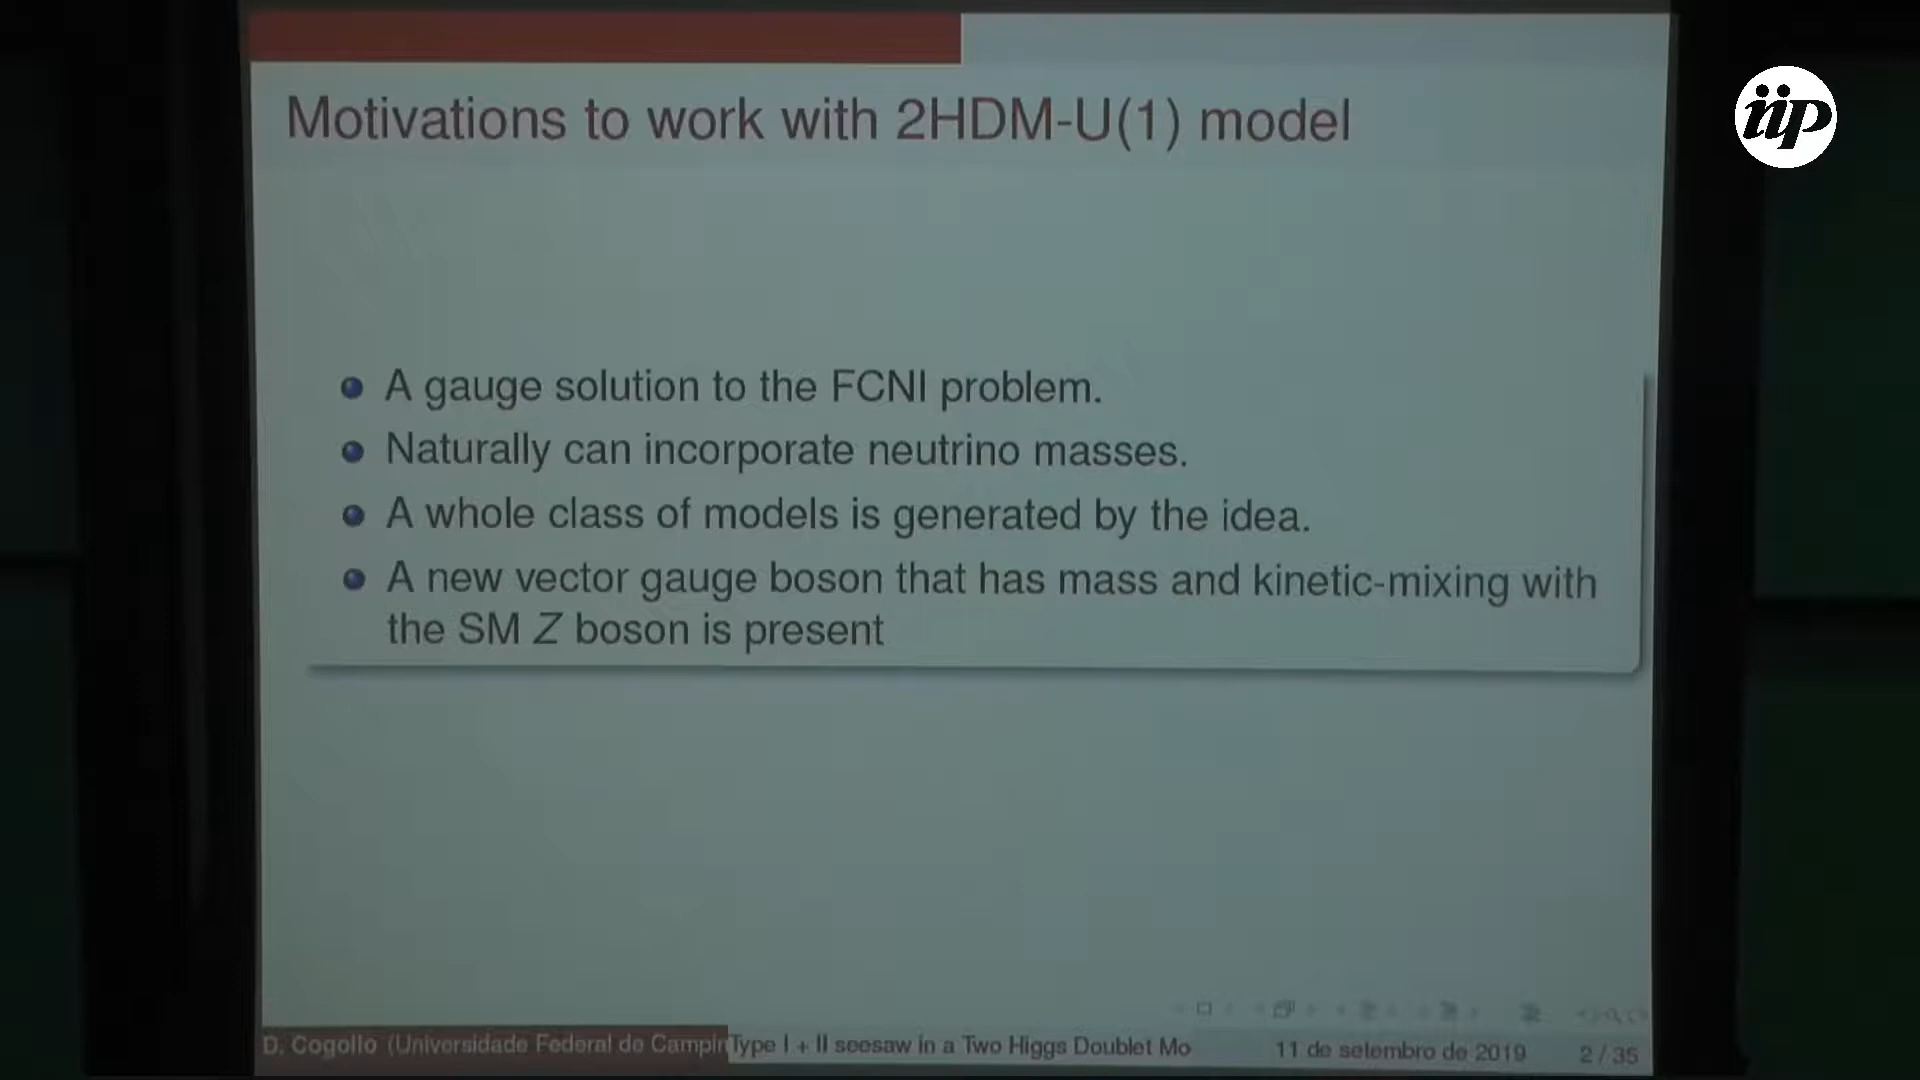 iip
Motivations to work with 2HDM-U(1) model
A gauge solution to the FCNI problem.
Naturally can incorporate neutrino masses.
A whole class of models is generated by the idea.
A new vector gauge boson that has mass and kinetic-mixing with
the SM Z boson is present
D. Cogollo (Universidade Federal de Campin Type I + II seesaw in a Two Higgs Doublet Mo 11 de setembro de 2019 2 / 35